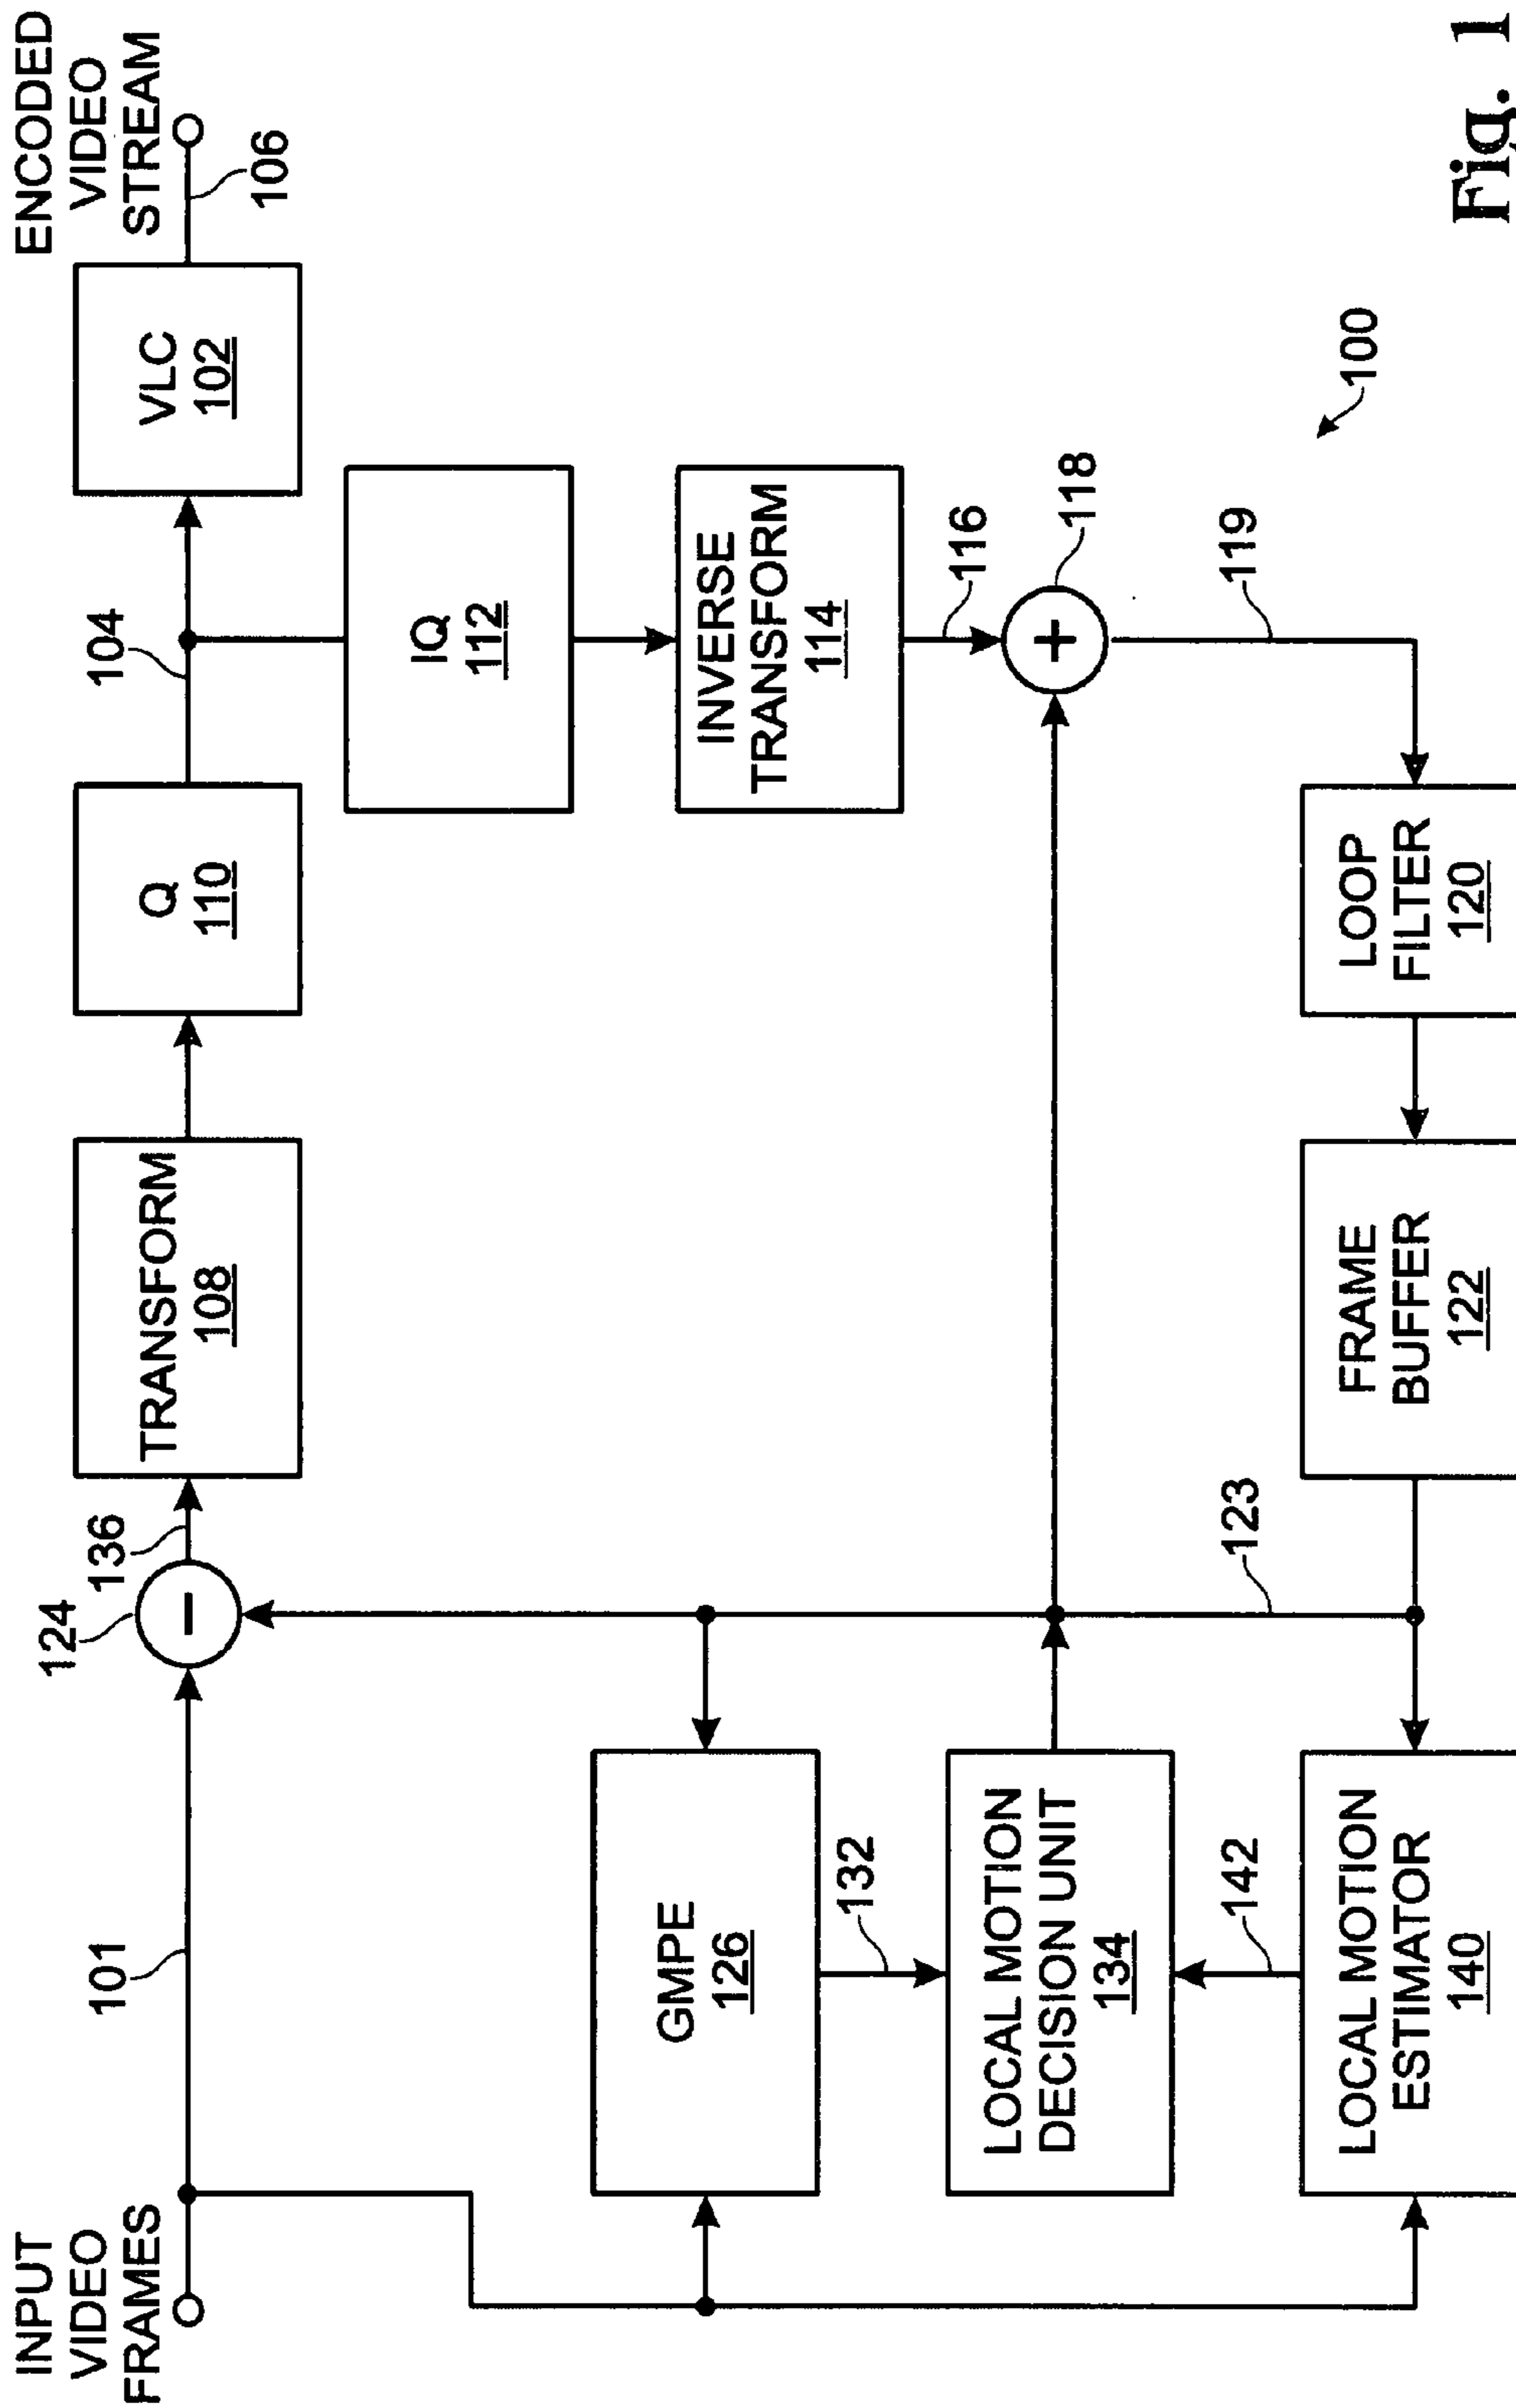 INPUT
VIDEO
FRAMES
101
124
136
TRANSFORM
108
Q
110
104
VLC
102
ENCODED
VIDEO
STREAM
106
IQ
112
INVERSE
TRANSFORM
114
116
118
119
GMPE
126
132
LOCAL MOTION
DECISION UNIT
134
142
LOCAL MOTION
ESTIMATOR
140
123
FRAME
BUFFER
122
LOOP
FILTER
120
100
Fig. 1